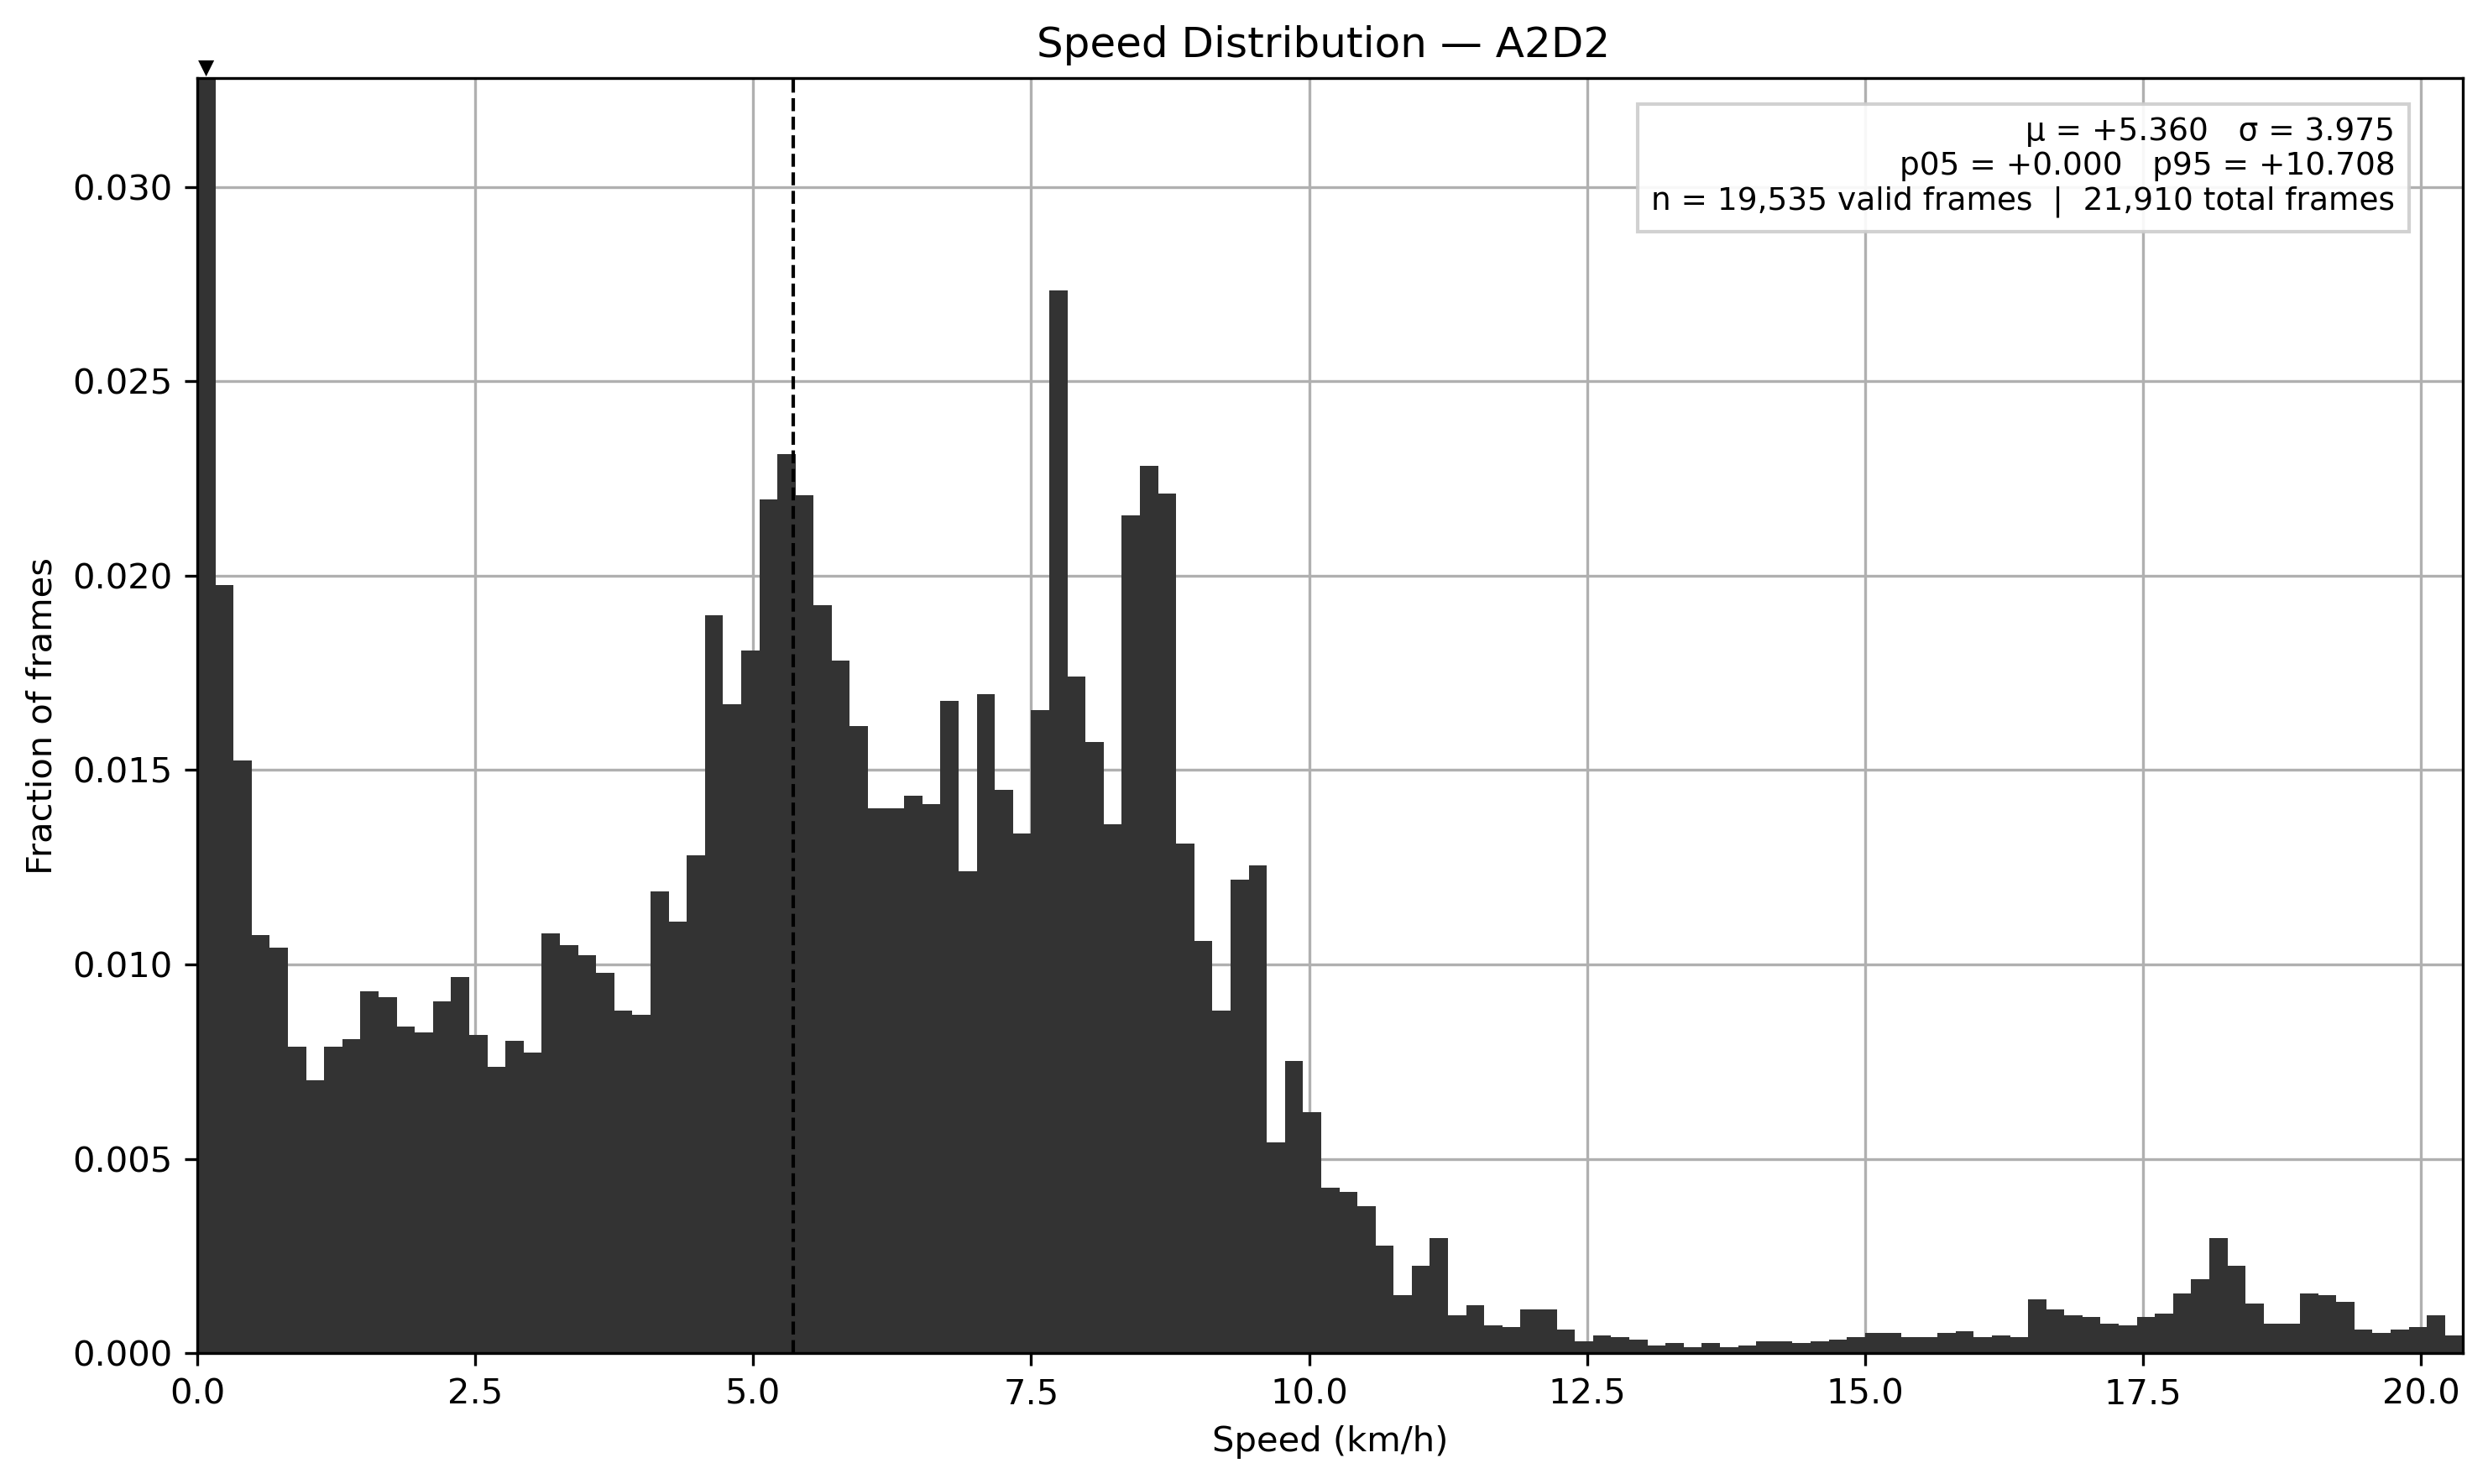 Speed Distribution — A2D2
μ = +5.360   σ = 3.975
p05 = +0.000   p95 = +10.708
n = 19,535 valid frames  |  21,910 total frames
Fraction of frames
0.030
0.025
0.020
0.015
0.010
0.005
0.000
0.0 2.5 5.0 7.5 10.0 12.5 15.0 17.5 20.0
Speed (km/h)